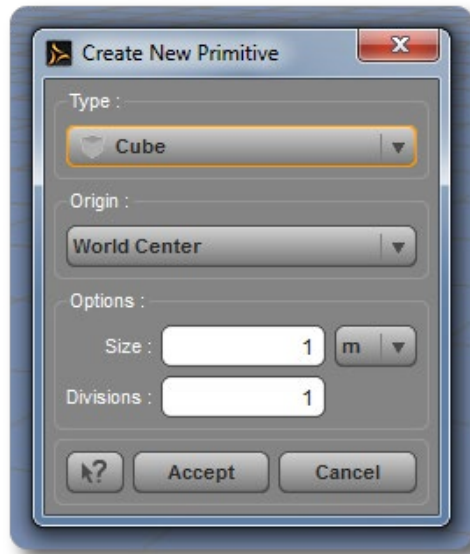 Create New Primitive
Type :
Cube
Origin :
World Center
Options :
Size : 1 m
Divisions : 1
? Accept Cancel